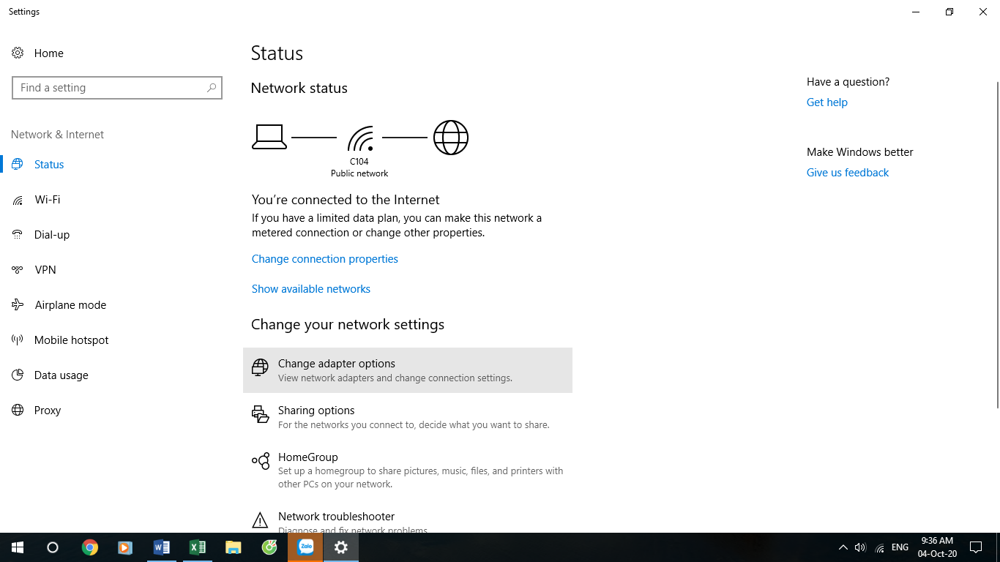 Settings
Home
Find a setting
Network & Internet
Status
Wi-Fi
Dial-up
VPN
Airplane mode
Mobile hotspot
Data usage
Proxy
Status
Network status
C104
Public network
You're connected to the Internet
If you have a limited data plan, you can make this network a
metered connection or change other properties.
Change connection properties
Show available networks
Change your network settings
Change adapter options
View network adapters and change connection settings.
Sharing options
For the networks you connect to, decide what you want to share.
HomeGroup
Set up a homegroup to share pictures, music, files, and printers with
other PCs on your network.
Network troubleshooter
Diagnose and fix network problems.
Have a question?
Get help
Make Windows better
Give us feedback
Zalo
ENG
9:36 AM
04-Oct-20